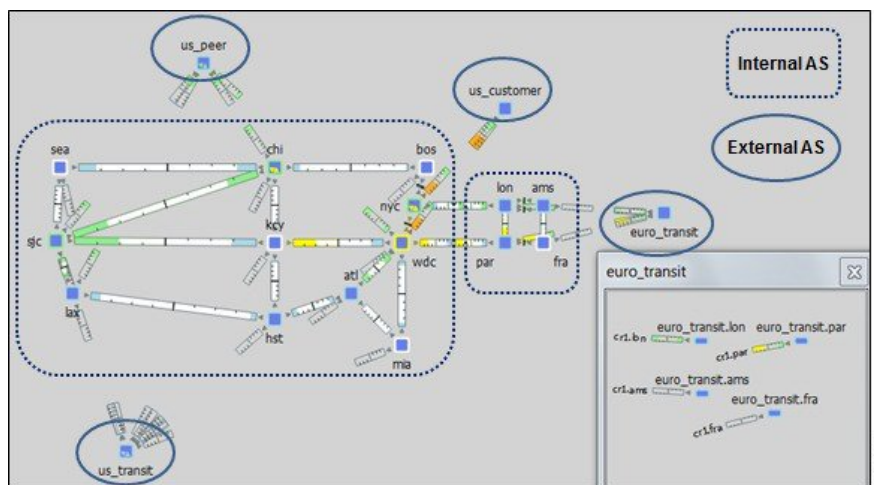 us_peer
Internal AS
us_customer
External AS
sea
chi
bos
lon
ams
nyc
euro_transit
sjc
kcy
wdc
par
fra
atl
lax
hst
mia
us_transit
euro_transit
euro_transit.lon
euro_transit.par
cr1.lon
cr1.par
euro_transit.ams
cr1.ams
euro_transit.fra
cr1.fra